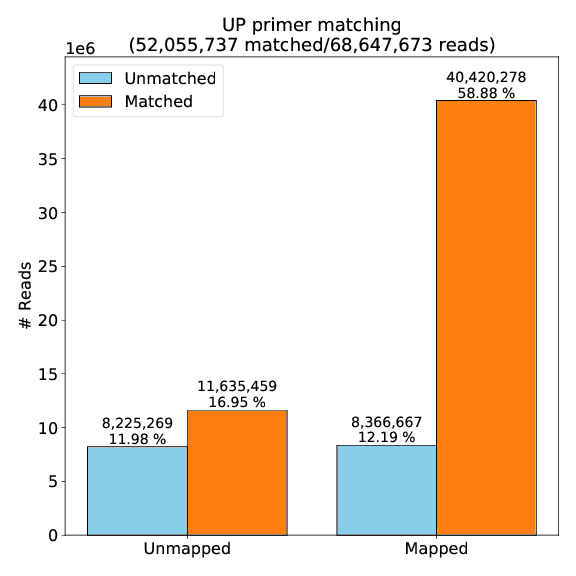 UP primer matching
(52,055,737 matched/68,647,673 reads)
1e6
Unmatched
Matched
40,420,278
58.88 %
40
35
30
25
20
15
10
5
0
# Reads
11,635,459
16.95 %
8,225,269
11.98 %
8,366,667
12.19 %
Unmapped
Mapped